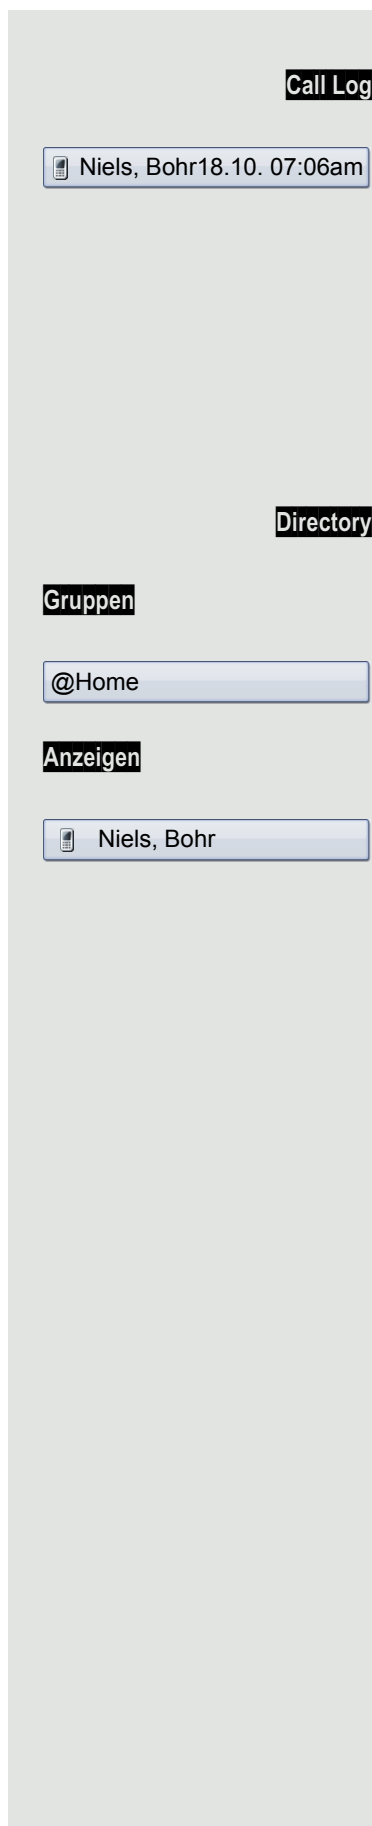 Call Log
Niels, Bohr18.10. 07:06am
Directory
Gruppen
@Home
Anzeigen
Niels, Bohr